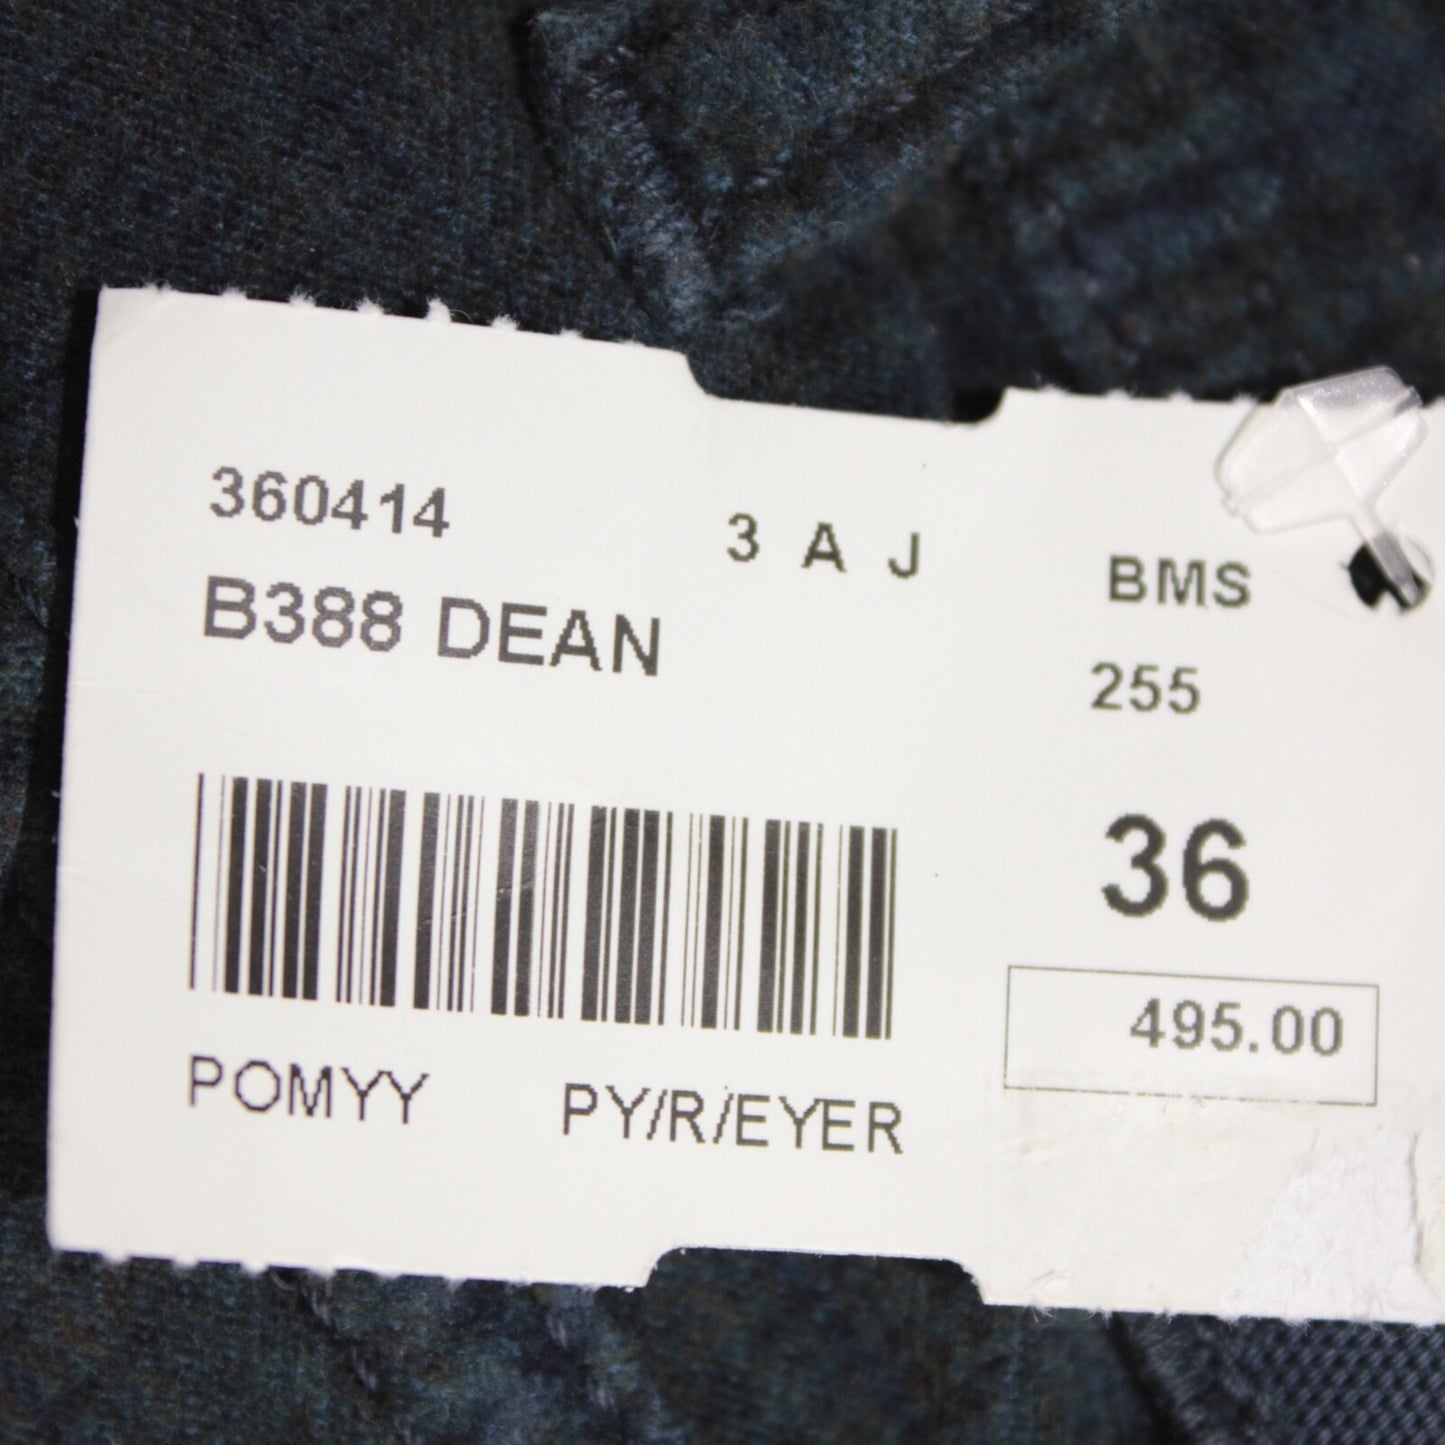 360414
3 A J
B388 DEAN
BMS
255
36
495.00
POMYY PY/R/EYER